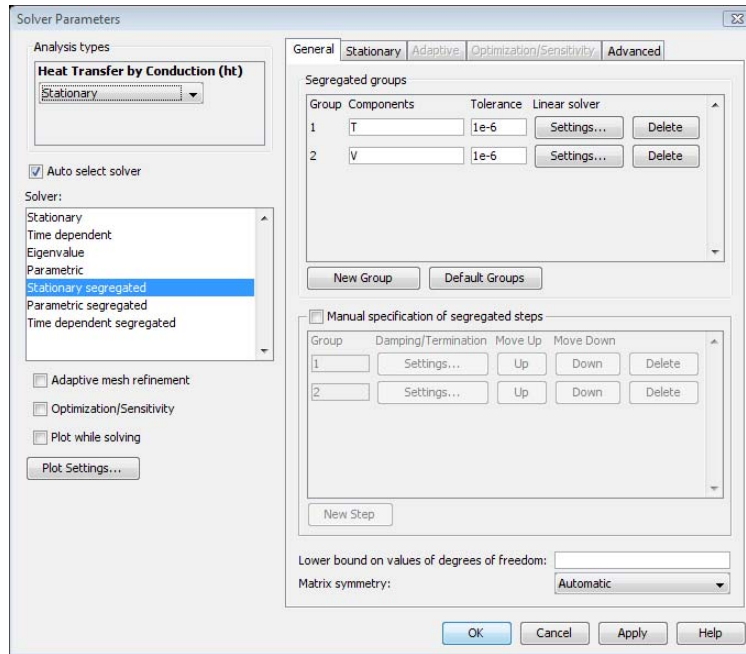 Solver Parameters
Analysis types
Heat Transfer by Conduction (ht)
Stationary
Auto select solver
Solver:
Stationary
Time dependent
Eigenvalue
Parametric
Stationary segregated
Parametric segregated
Time dependent segregated
Adaptive mesh refinement
Optimization/Sensitivity
Plot while solving
Plot Settings...
General Stationary Adaptive Optimization/Sensitivity Advanced
Segregated groups
Group Components Tolerance Linear solver
1 T 1e-6 Settings... Delete
2 V 1e-6 Settings... Delete
New Group Default Groups
Manual specification of segregated steps
Group Damping/Termination Move Up Move Down
1 Settings... Up Down Delete
2 Settings... Up Down Delete
New Step
Lower bound on values of degrees of freedom:
Matrix symmetry: Automatic
OK Cancel Apply Help